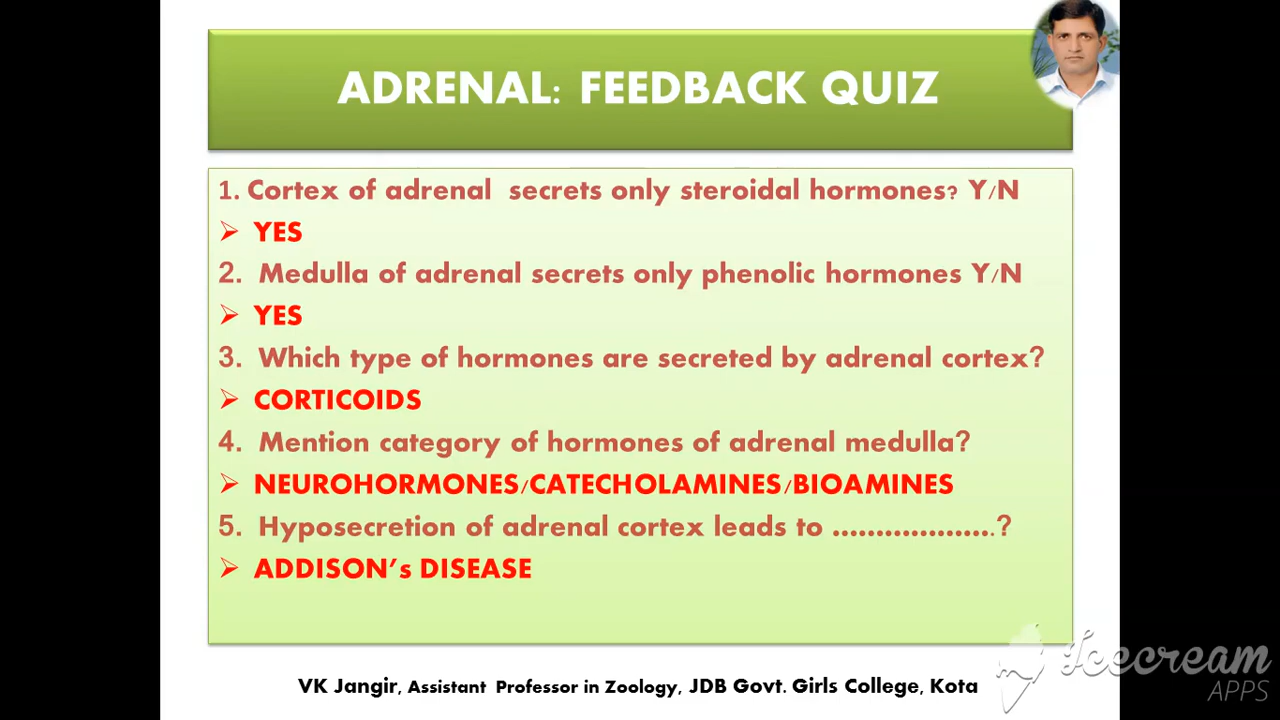 ADRENAL: FEEDBACK QUIZ
1. Cortex of adrenal secrets only steroidal hormones? Y/N
➢ YES
2. Medulla of adrenal secrets only phenolic hormones Y/N
➢ YES
3. Which type of hormones are secreted by adrenal cortex?
➢ CORTICOIDS
4. Mention category of hormones of adrenal medulla?
➢ NEUROHORMONES/CATECHOLAMINES/BIOAMINES
5. Hyposecretion of adrenal cortex leads to ...................?
➢ ADDISON's DISEASE
VK Jangir, Assistant Professor in Zoology, JDB Govt. Girls College, Kota
Icecream
APPS